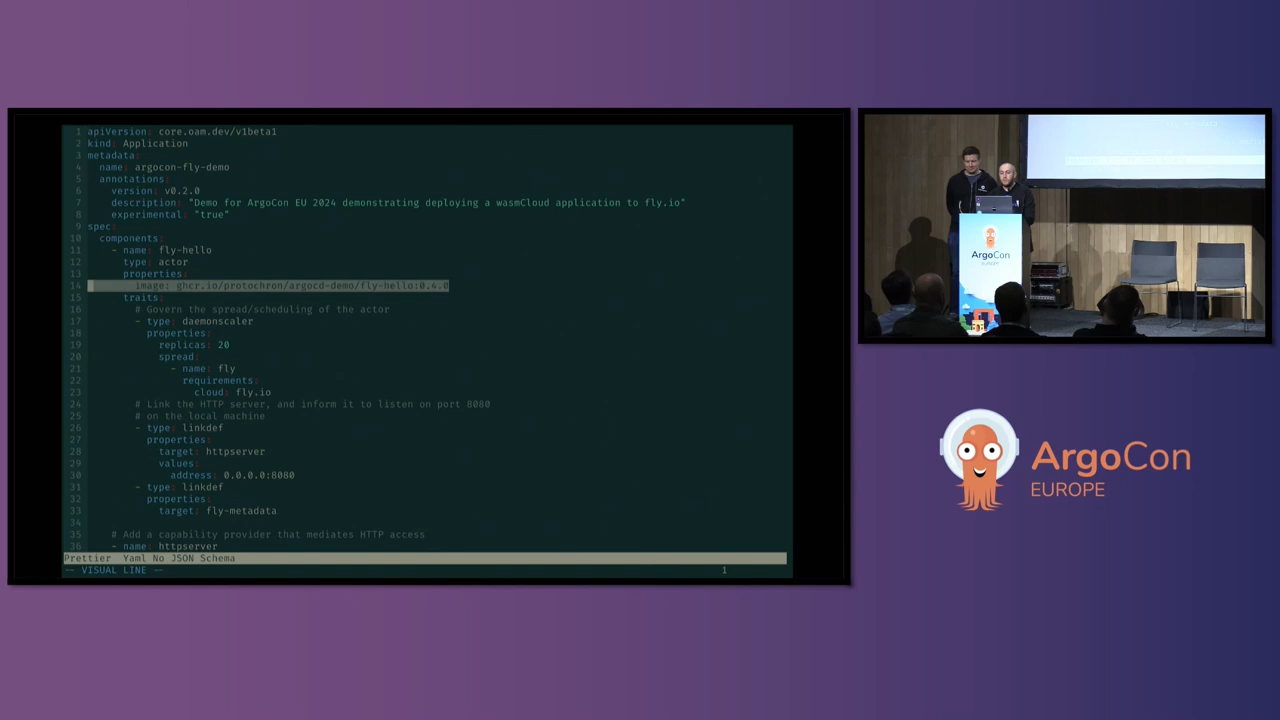 1 apiVersion: core.oam.dev/v1beta1
2 kind: Application
3 metadata:
4   name: argocon-fly-demo
5   annotations:
6     version: v0.2.0
7     description: "Demo for ArgoCon EU 2024 demonstrating deploying a wasmCloud application to fly.io"
8     experimental: "true"
9 spec:
10   components:
11     - name: fly-hello
12       type: actor
13       properties:
14         image: ghcr.io/protochron/argocd-demo/fly-hello:0.4.0
15       traits:
16         # Govern the spread/scheduling of the actor
17         - type: daemonscaler
18           properties:
19             replicas: 20
20             spread:
21               - name: fly
22                 requirements:
23                   cloud: fly.io
24         # Link the HTTP server, and inform it to listen on port 8080
25         # on the local machine
26         - type: linkdef
27           properties:
28             target: httpserver
29             values:
30               address: 0.0.0.0:8080
31         - type: linkdef
32           properties:
33             target: fly-metadata
34
35     # Add a capability provider that mediates HTTP access
36     - name: httpserver
Prettier  Yaml No JSON Schema
-- VISUAL LINE -- 1
ArgoCon
EUROPE
ArgoCon
EUROPE